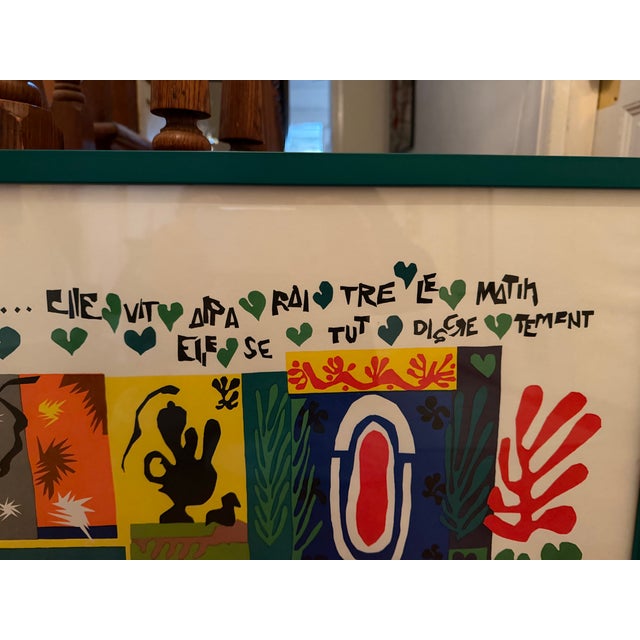 ... ELLE VIT APPARAITRE LE MATIN
ELLE SE TUT DISCRETEMENT